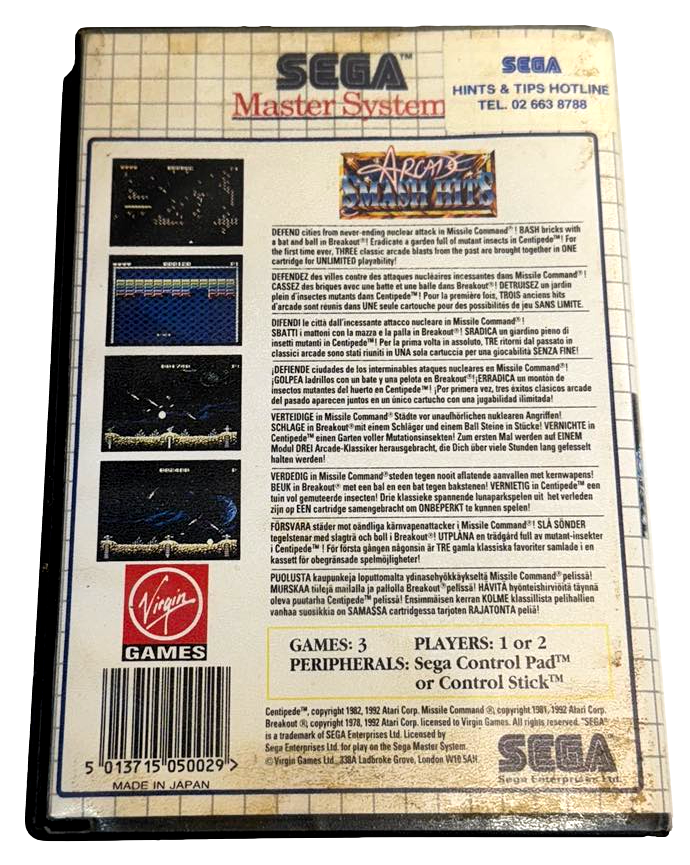 SEGA™
Master System
SEGA
HINTS & TIPS HOTLINE
TEL. 02 663 8788
ARCADE
SMASH HITS
DEFEND cities from never-ending nuclear attack in Missile Command®! BASH bricks with
a bat and ball in Breakout®! Eradicate a garden full of mutant insects in Centipede™! For
the first time ever, THREE classic arcade blasts from the past are brought together in ONE
cartridge for UNLIMITED playability!
DEFENDEZ des villes contre des attaques nucléaires incessantes dans Missile Command®!
CASSEZ des briques avec une batte et une balle dans Breakout®! DETRUISEZ un jardin
plein d'insectes mutants dans Centipede™! Pour la première fois, TROIS anciens hits
d'arcade sont réunis dans UNE seule cartouche pour des possibilités de jeu SANS LIMITE.
DIFENDI le città dall'incessante attacco nucleare in Missile Command®!
SBATTI i mattoni con la mazza e la palla in Breakout®! SRADICA un giardino pieno di
insetti mutanti in Centipede™! Per la prima volta in assoluto, TRE ritorni dal passato in
classici arcade sono stati riuniti in UNA sola cartuccia per una giocabilità SENZA FINE!
¡DEFIENDE ciudades de los interminables ataques nucleares en Missile Command®!
¡GOLPEA ladrillos con un bate y una pelota en Breakout®! ¡ERRADICA un montón de
insectos mutantes del huerto en Centipede™! ¡Por primera vez, tres éxitos clásicos arcade
del pasado aparecen juntos en un único cartucho con una jugabilidad ilimitada!
VERTEIDIGE in Missile Command® Städte vor unaufhörlichen nuklearen Angriffen!
SCHLAGE in Breakout® mit einem Schläger und einem Ball Steine in Stücke! VERNICHTE in
Centipede™ einen Garten voller Mutationsinsekten! Zum ersten Mal werden auf EINEM
Modul DREI Arcade-Klassiker herausgebracht, die Dich über viele Stunden lang gefesselt
halten werden!
VERDEDIG in Missile Command® steden tegen nooit aflatende aanvallen met kernwapens!
BEUK in Breakout® met een bal en een bat tegen bakstenen! VERNIETIG in Centipede™ een
tuin vol gemuteerde insecten! Drie klassieke spannende lunaparkspelen uit het verleden
zijn op EEN cartridge samengebracht om ONBEPERKT te kunnen spelen!
FÖRSVARA städer mot oändliga kärnvapenattacker i Missile Command®! SLÅ SÖNDER
tegelstenar med slagträ och boll i Breakout®! UTPLÅNA en trädgård full av mutant-insekter
i Centipede™! För första gången någonsin är TRE gamla klassiska favoriter samlade i en
kassett för obegränsade spelmöjligheter!
PUOLUSTA kaupunkeja loputtomalta ydinasehyökkäykseltä Missile Command® pelissä!
MURSKAA tiilejä mailalla ja pallolla Breakout® pelissä! HÄVITÄ hyönteishirviöitä täynnä
oleva puutarha Centipede™ pelissä! Ensimmäisen kerran KOLME klassillista pelihallien
vanhaa suosikkia on SAMASSA cartridgessa tarjoten RAJATONTA peliä!
Virgin
GAMES
GAMES: 3 PLAYERS: 1 or 2
PERIPHERALS: Sega Control Pad™
or Control Stick™
Centipede™, copyright 1982, 1992 Atari Corp. Missile Command ®, copyright 1981, 1992 Atari Corp.
Breakout ®, copyright 1978, 1992 Atari Corp. licensed to Virgin Games. All rights reserved. "SEGA"
is a trademark of SEGA Enterprises Ltd. Licensed by
Sega Enterprises Ltd. for play on the Sega Master System.
© Virgin Games Ltd., 338A Ladbroke Grove, London W10 5AH.
SEGA
Sega Enterprises Ltd.
5 013715 050029 >
MADE IN JAPAN